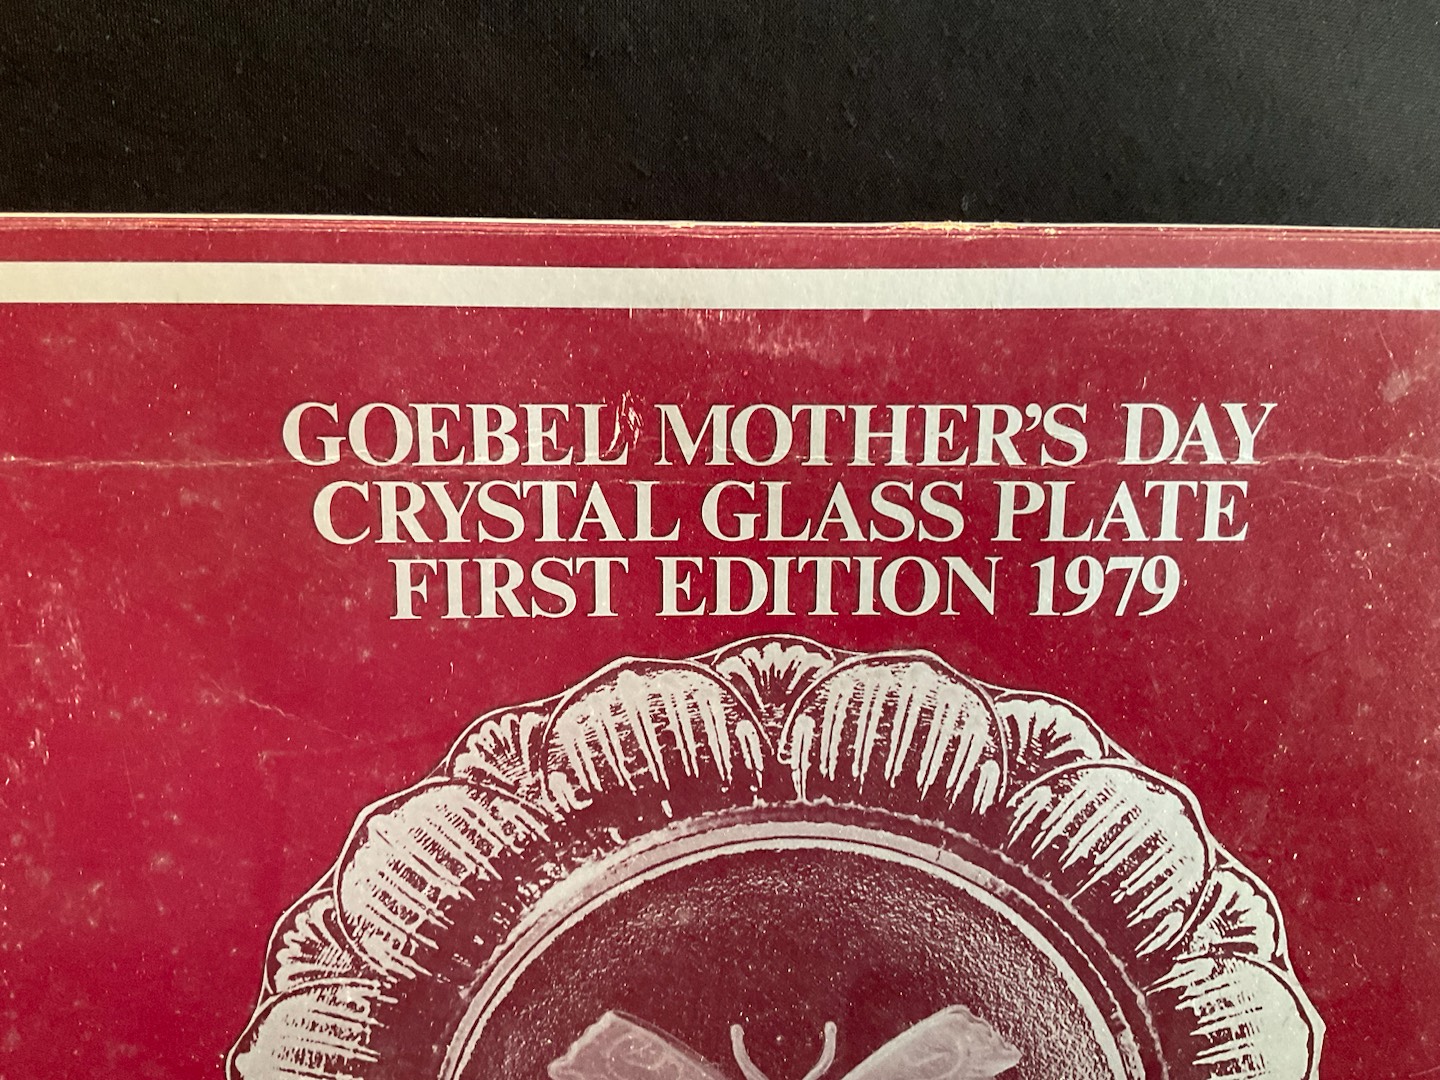 GOEBEL MOTHER'S DAY
CRYSTAL GLASS PLATE
FIRST EDITION 1979